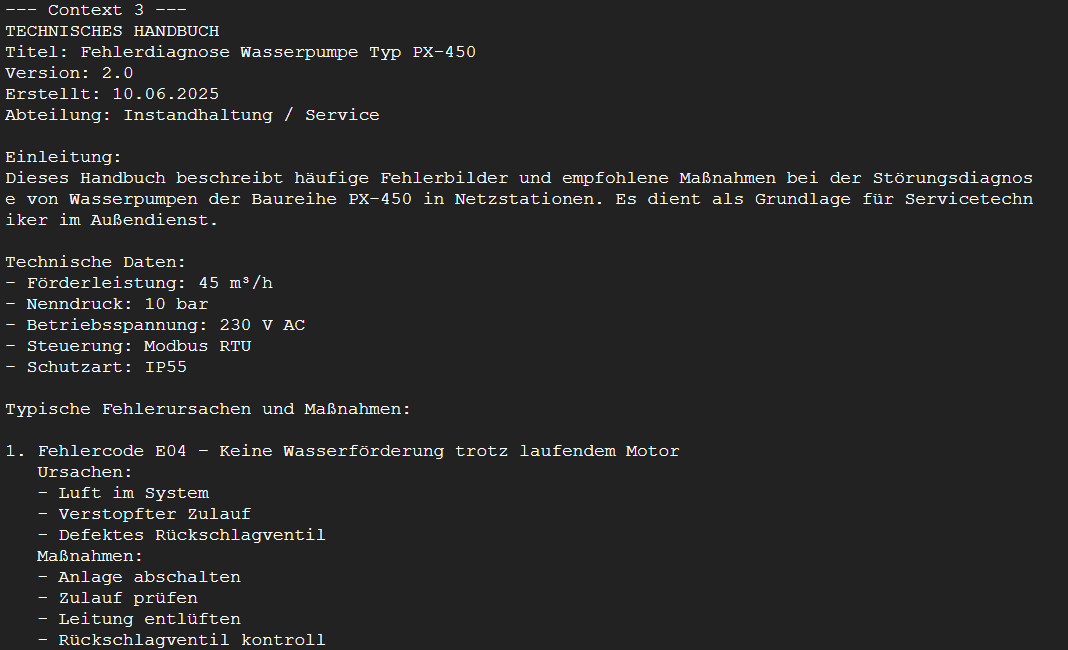 --- Context 3 ---
TECHNISCHES HANDBUCH
Titel: Fehlerdiagnose Wasserpumpe Typ PX-450
Version: 2.0
Erstellt: 10.06.2025
Abteilung: Instandhaltung / Service

Einleitung:
Dieses Handbuch beschreibt häufige Fehlerbilder und empfohlene Maßnahmen bei der Störungsdiagnos
e von Wasserpumpen der Baureihe PX-450 in Netzstationen. Es dient als Grundlage für Servicetechn
iker im Außendienst.

Technische Daten:
- Förderleistung: 45 m³/h
- Nenndruck: 10 bar
- Betriebsspannung: 230 V AC
- Steuerung: Modbus RTU
- Schutzart: IP55

Typische Fehlerursachen und Maßnahmen:

1. Fehlercode E04 – Keine Wasserförderung trotz laufendem Motor
   Ursachen:
   - Luft im System
   - Verstopfter Zulauf
   - Defektes Rückschlagventil
   Maßnahmen:
   - Anlage abschalten
   - Zulauf prüfen
   - Leitung entlüften
   - Rückschlagventil kontroll